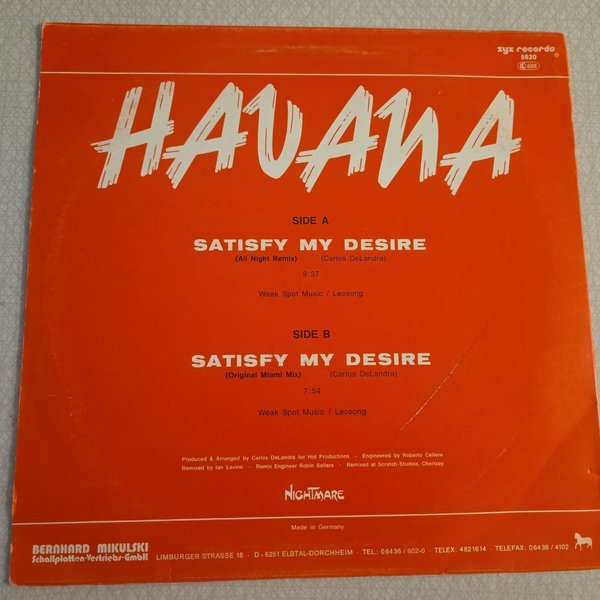 zyx records
5820
HAVANA
SIDE A
SATISFY MY DESIRE
(All Night Remix) (Carlos DeLandra)
9:37
Weak Spot Music / Leosong
SIDE B
SATISFY MY DESIRE
(Original Miami Mix) (Carlos DeLandra)
7:54
Weak Spot Music / Leosong
Produced & Arranged by Carlos DeLandra for Hot Productions - Engineered by Roberto Cellere
Remixed by Ian Levine - Remix Engineer Robin Sellars - Remixed at Scratch Studios, Chertsey
NIGHTMARE
Made in Germany
BERNHARD MIKULSKI
Schallplatten-Vertriebs-GmbH LIMBURGER STRASSE 18 - D-6251 ELBTAL-DORCHHEIM - TEL.: 06436 / 602-0 - TELEX: 4821614 - TELEFAX: 06436 / 4102